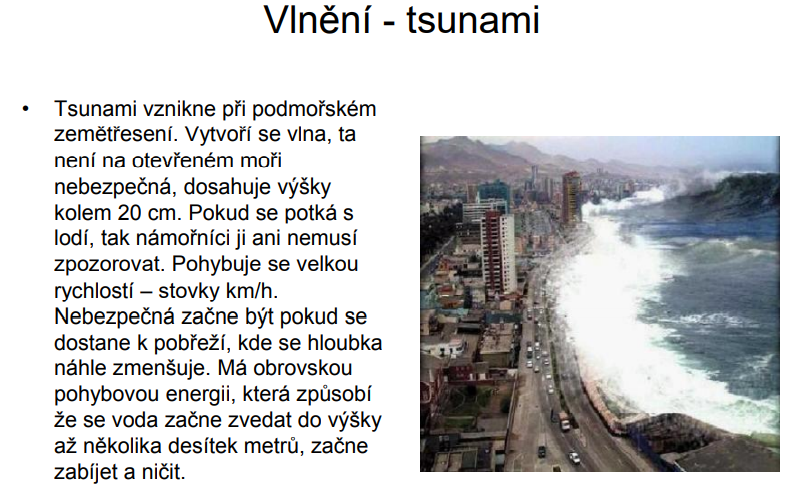 Vlnění - tsunami
• Tsunami vznikne při podmořském
zemětřesení. Vytvoří se vlna, ta
není na otevřeném moři
nebezpečná, dosahuje výšky
kolem 20 cm. Pokud se potká s
lodí, tak námořníci ji ani nemusí
zpozorovat. Pohybuje se velkou
rychlostí – stovky km/h.
Nebezpečná začne být pokud se
dostane k pobřeží, kde se hloubka
náhle zmenšuje. Má obrovskou
pohybovou energii, která způsobí
že se voda začne zvedat do výšky
až několika desítek metrů, začne
zabíjet a ničit.